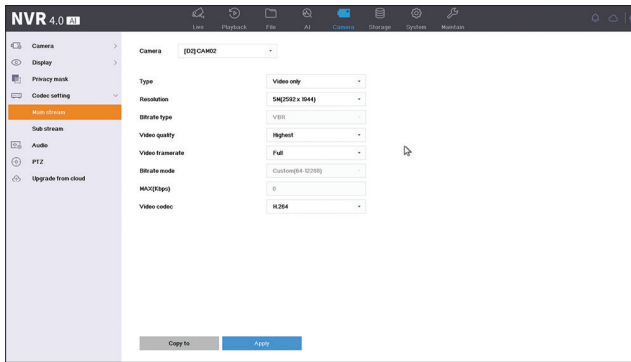 NVR 4.0 AI
Live Playback File AI Camera Storage System Maintain
Camera
Display
Privacy mask
Codec setting
Main stream
Sub stream
Audio
PTZ
Upgrade from cloud
Camera [D2] CAM02
Type Video only
Resolution 5M(2592 x 1944)
Bitrate type VBR
Video quality Highest
Video framerate Full
Bitrate mode Custom(64-12288)
MAX(Kbps) 0
Video codec H.264
Copy to Apply